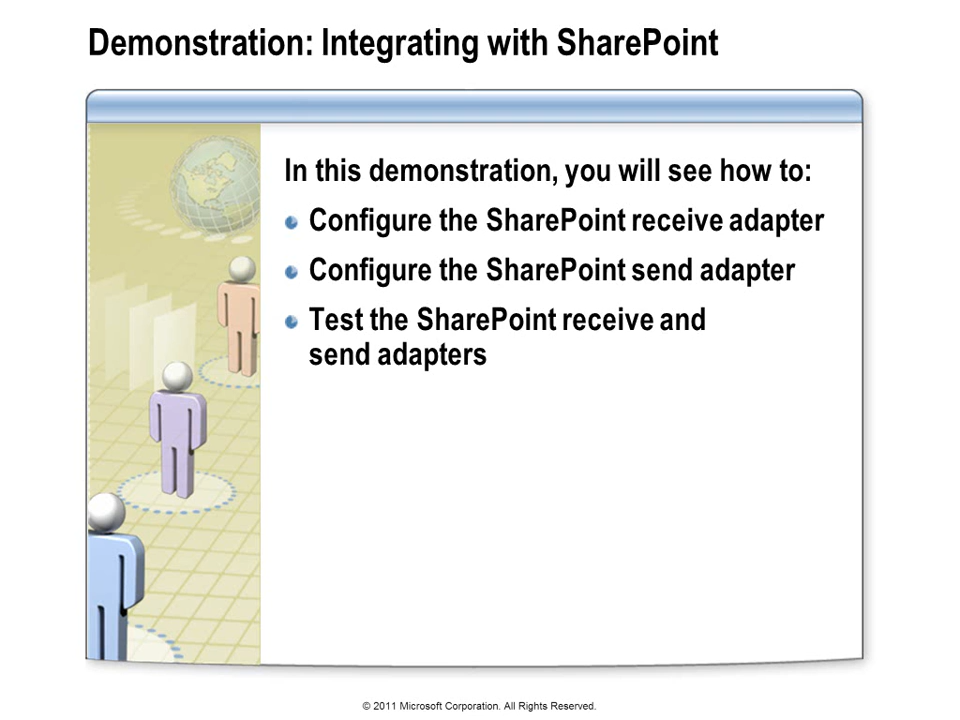 Demonstration: Integrating with SharePoint
In this demonstration, you will see how to:
Configure the SharePoint receive adapter
Configure the SharePoint send adapter
Test the SharePoint receive and
send adapters
© 2011 Microsoft Corporation. All Rights Reserved.